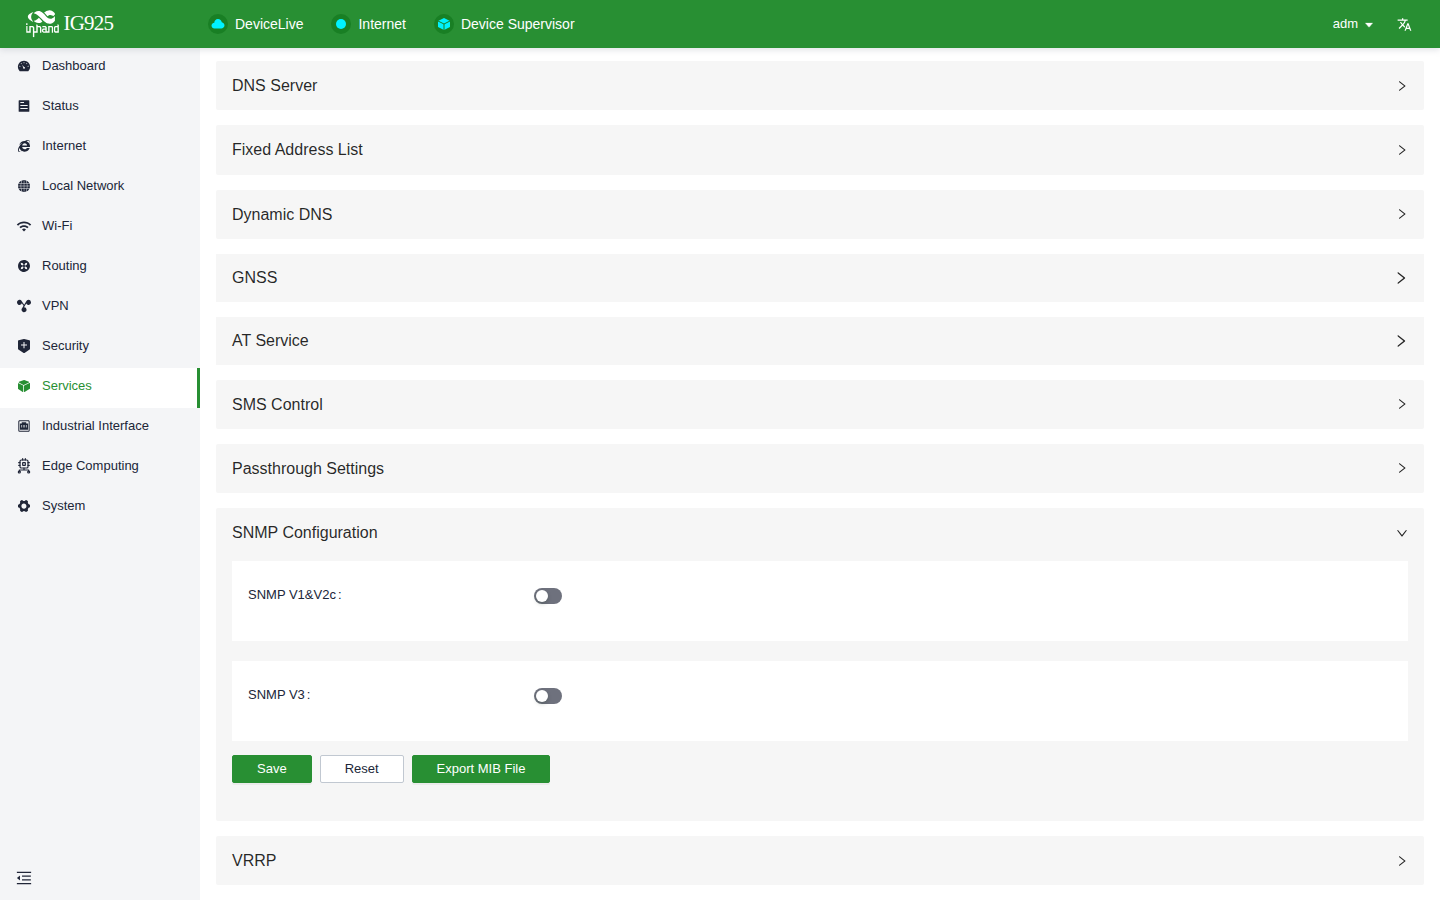 inhand IG925
DeviceLive
Internet
Device Supervisor
adm
Dashboard
Status
Internet
Local Network
Wi-Fi
Routing
VPN
Security
Services
Industrial Interface
Edge Computing
System
DNS Server
Fixed Address List
Dynamic DNS
GNSS
AT Service
SMS Control
Passthrough Settings
SNMP Configuration
SNMP V1&V2c :
SNMP V3 :
Save
Reset
Export MIB File
VRRP